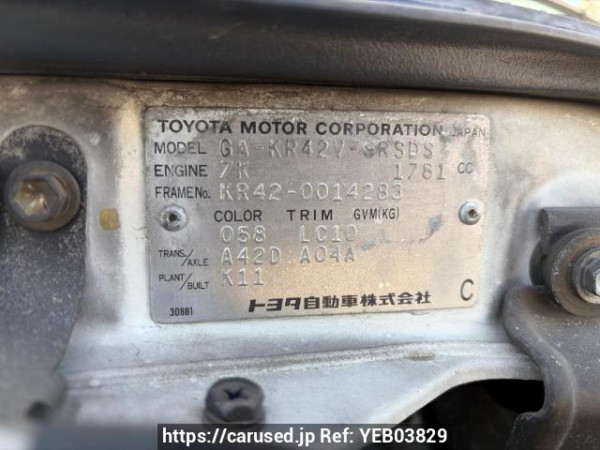 TOYOTA MOTOR CORPORATION JAPAN
MODEL GA-KR42V-SRSDS
ENGINE 7K 1781 CC
FRAME No. KR42-0014283
COLOR TRIM GVM(KG)
058 LC10
TRANS./AXLE A42D A04A
PLANT/BUILT K11
30881 トヨタ自動車株式会社 C
https://carused.jp Ref: YEB03829